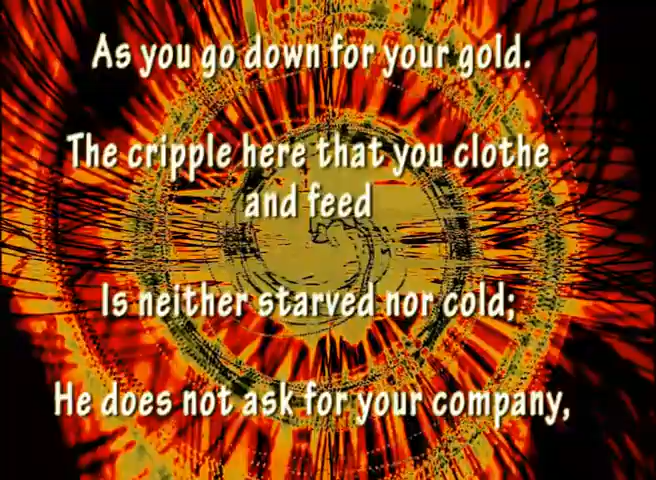 As you go down for your gold.
The cripple here that you clothe
and feed
Is neither starved nor cold;
He does not ask for your company,